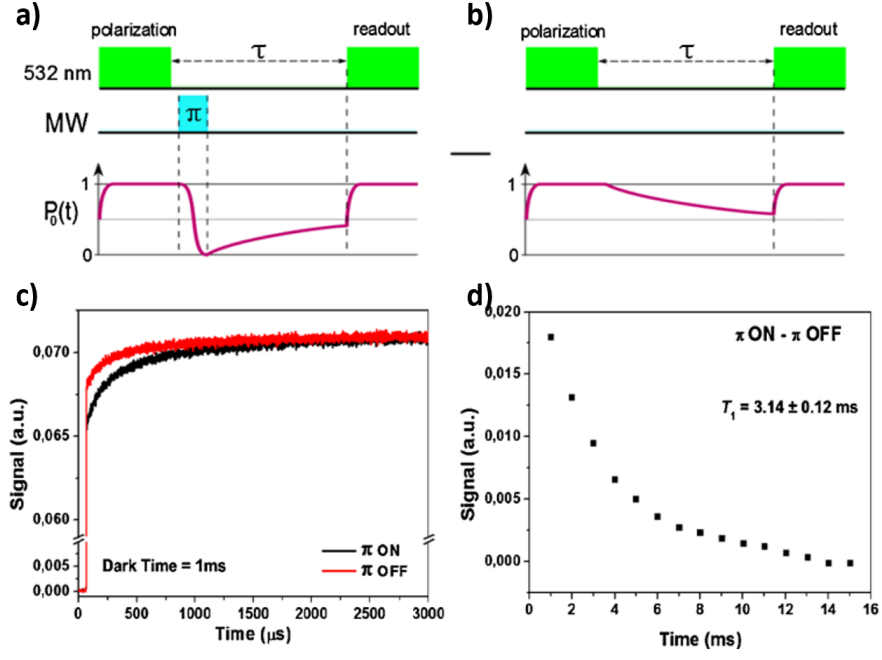 a)
polarization
τ
readout
532 nm
MW
π
1
P0(t)
0
b)
polarization
τ
readout
1
0
c)
0,070
0,065
0,060
0,005
0,000
Signal (a.u.)
Dark Time = 1ms
π ON
π OFF
0
500
1000
1500
2000
2500
3000
Time (μs)
d)
0,020
0,015
0,010
0,005
0,000
Signal (a.u.)
π ON - π OFF
T1 = 3.14 ± 0.12 ms
0
2
4
6
8
10
12
14
16
Time (ms)